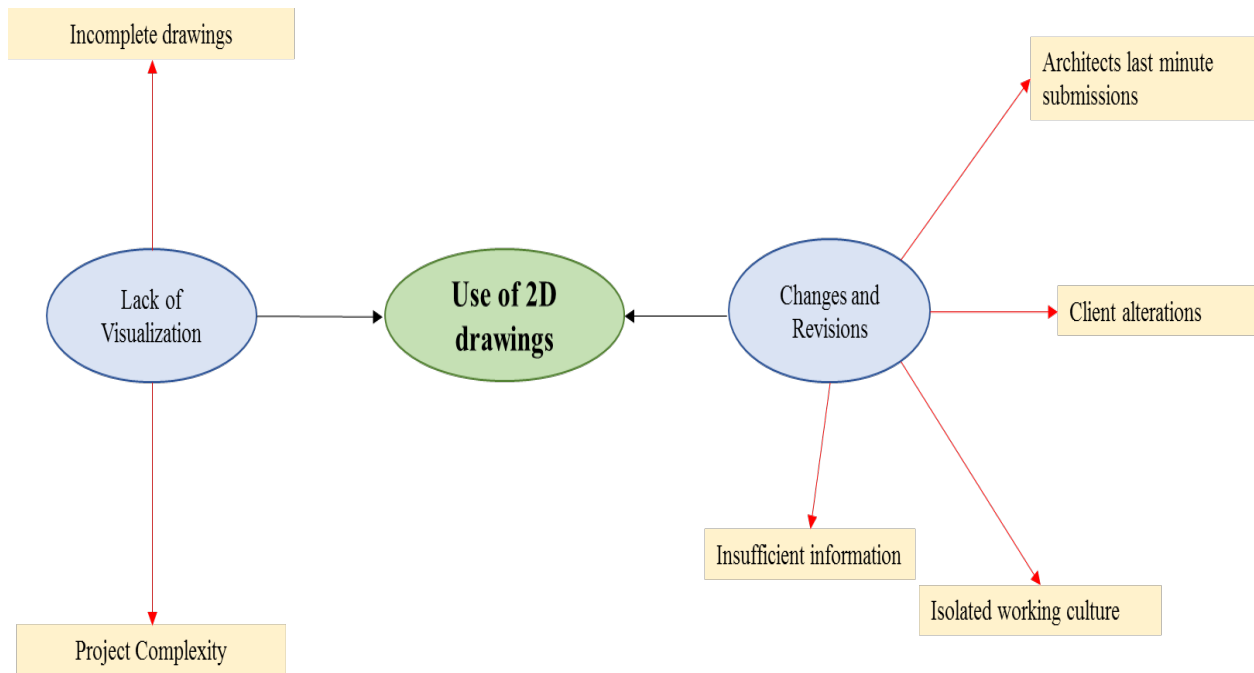 Incomplete drawings
Architects last minute
submissions
Lack of
Visualization
Use of 2D
drawings
Changes and
Revisions
Client alterations
Insufficient information
Isolated working culture
Project Complexity